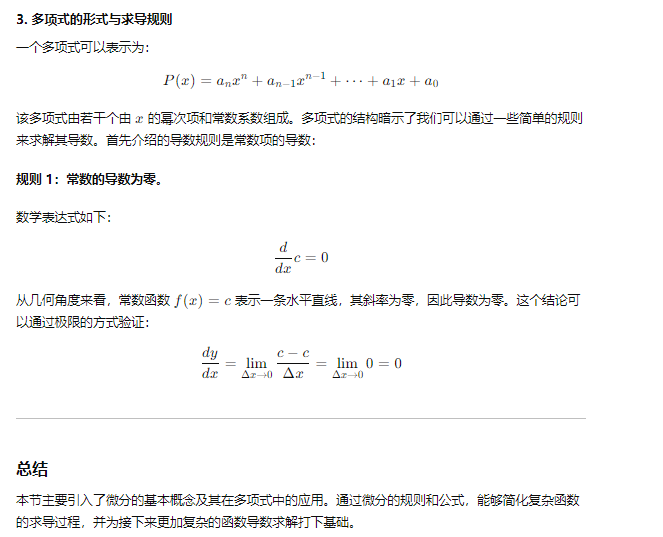 3. 多项式的形式与求导规则
一个多项式可以表示为：
P(x) = aₙxⁿ + aₙ₋₁xⁿ⁻¹ + ⋯ + a₁x + a₀
该多项式由若干个由 x 的幂次项和常数系数组成。多项式的结构暗示了我们可以通过一些简单的规则
来求解其导数。首先介绍的导数规则是常数项的导数：
规则 1：常数的导数为零。
数学表达式如下：
d/dx c = 0
从几何角度来看，常数函数 f(x) = c 表示一条水平直线，其斜率为零，因此导数为零。这个结论可
以通过极限的方式验证：
dy/dx = lim Δx→0 (c − c)/Δx = lim Δx→0 0 = 0
总结
本节主要引入了微分的基本概念及其在多项式中的应用。通过微分的规则和公式，能够简化复杂函数
的求导过程，并为接下来更加复杂的函数导数求解打下基础。